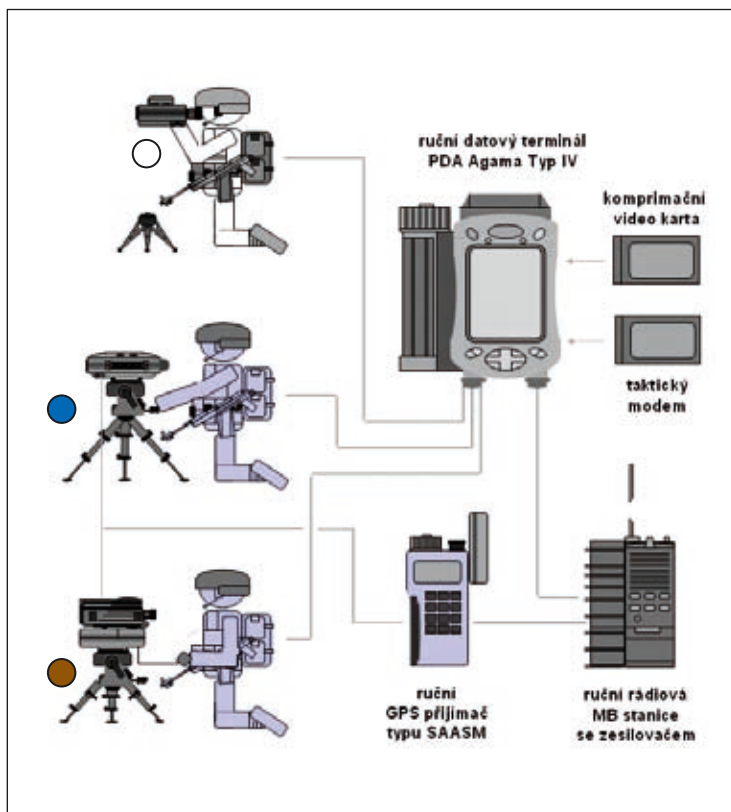 ruční datový terminál
PDA Agama Typ IV
komprimační
video karta
taktický
modem
ruční
GPS přijímač
typu SAASM
ruční rádiová
MB stanice
se zesilovačem